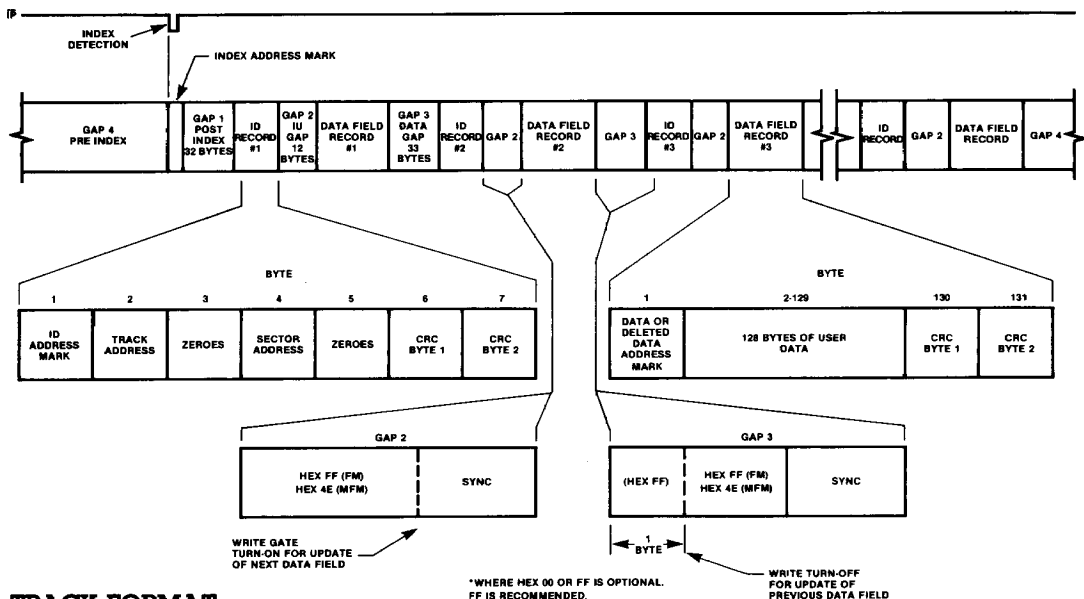 IP
INDEX
DETECTION
INDEX ADDRESS MARK
GAP 4
PRE INDEX
GAP 1
POST
INDEX
32 BYTES
ID
RECORD
#1
GAP 2
IU
GAP
12
BYTES
DATA FIELD
RECORD
#1
GAP 3
DATA
GAP
33
BYTES
ID
RECORD
#2
GAP 2
DATA FIELD
RECORD
#2
GAP 3
ID
RECORD
#3
GAP 2
DATA FIELD
RECORD
#3
ID
RECORD
GAP 2
DATA FIELD
RECORD
GAP 4
BYTE
1 2 3 4 5 6 7
ID
ADDRESS
MARK
TRACK
ADDRESS
ZEROES
SECTOR
ADDRESS
ZEROES
CRC
BYTE 1
CRC
BYTE 2
BYTE
1 2-129 130 131
DATA OR
DELETED
DATA
ADDRESS
MARK
128 BYTES OF USER
DATA
CRC
BYTE 1
CRC
BYTE 2
GAP 2
HEX FF (FM)
HEX 4E (MFM)
SYNC
WRITE GATE
TURN-ON FOR UPDATE
OF NEXT DATA FIELD
GAP 3
(HEX FF)
HEX FF (FM)
HEX 4E (MFM)
SYNC
1
BYTE
WRITE TURN-OFF
FOR UPDATE OF
PREVIOUS DATA FIELD
*WHERE HEX 00 OR FF IS OPTIONAL.
FF IS RECOMMENDED.
TRACK FORMAT